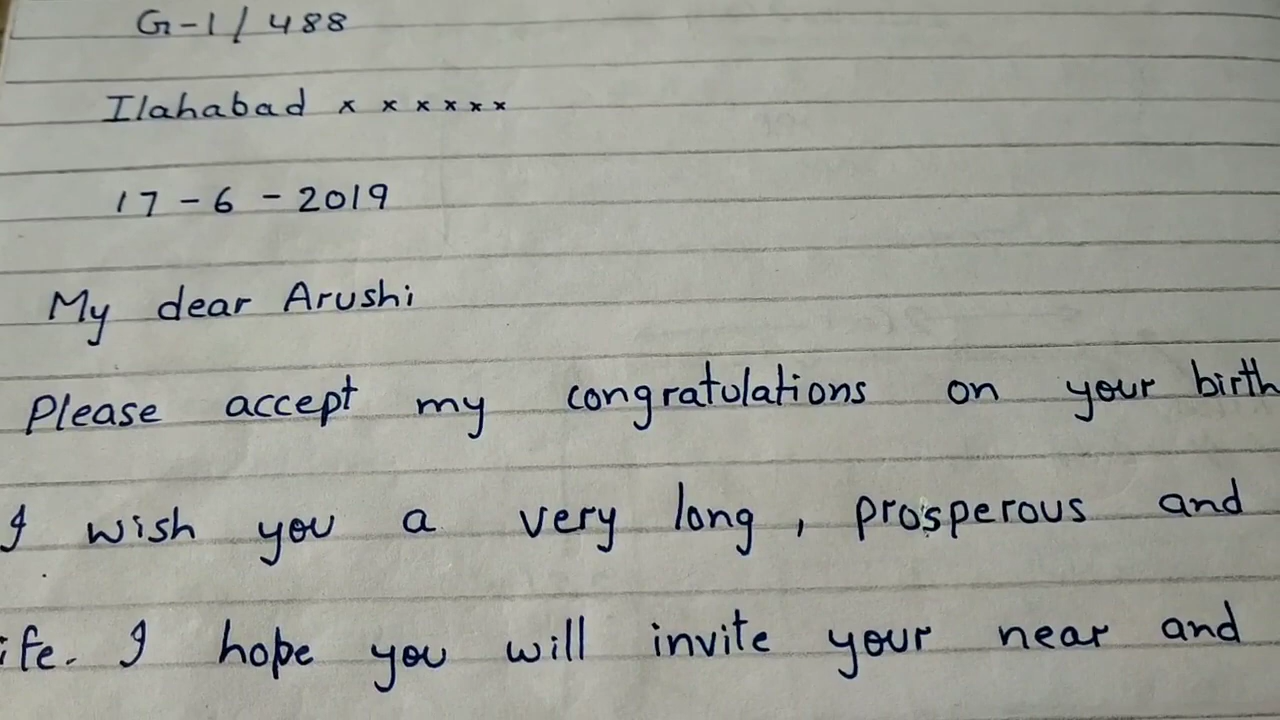 G-1/488
Ilahabad x x x x x x
17-6-2019
My dear Arushi
Please accept my congratulations on your birth
I wish you a very long, prosperous and
ife. I hope you will invite your near and